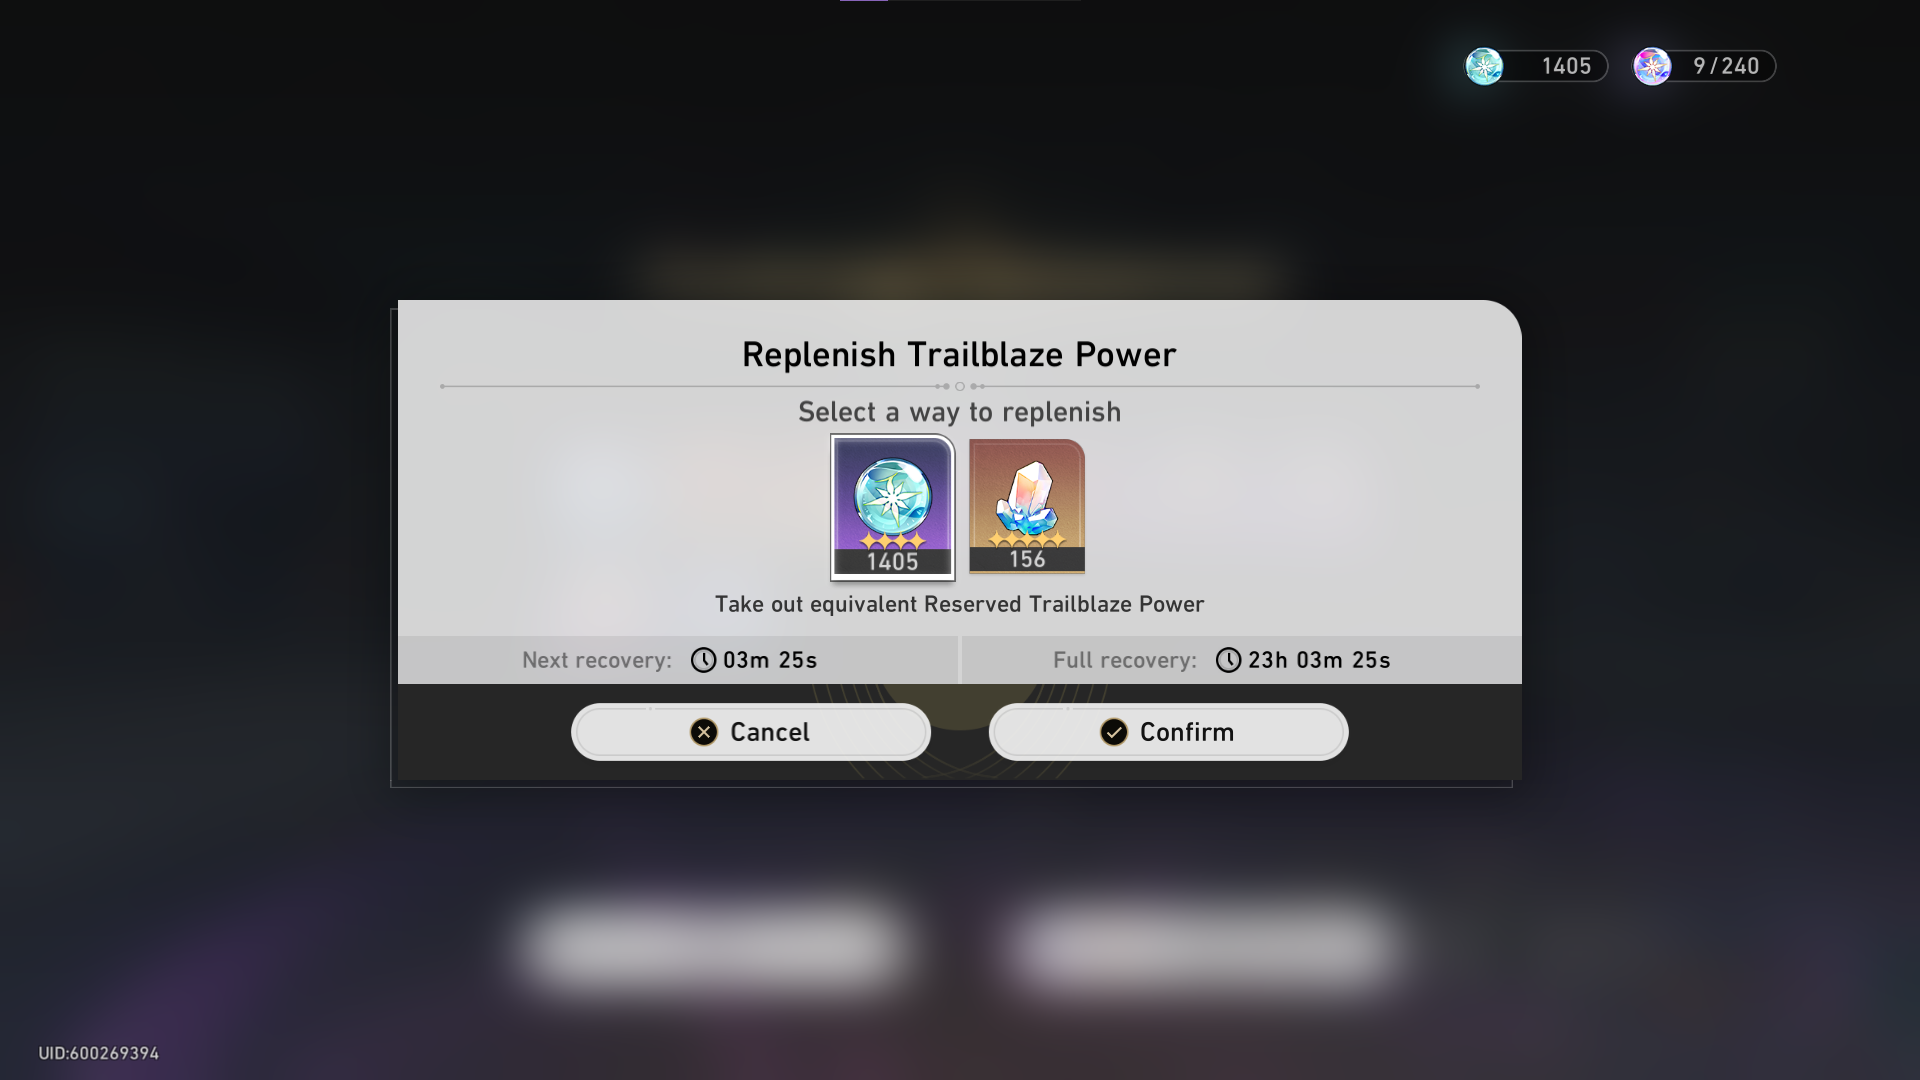 1405
9/240
Replenish Trailblaze Power
Select a way to replenish
1405
156
Take out equivalent Reserved Trailblaze Power
Next recovery: 03m 25s
Full recovery: 23h 03m 25s
Cancel
Confirm
UID:600269394